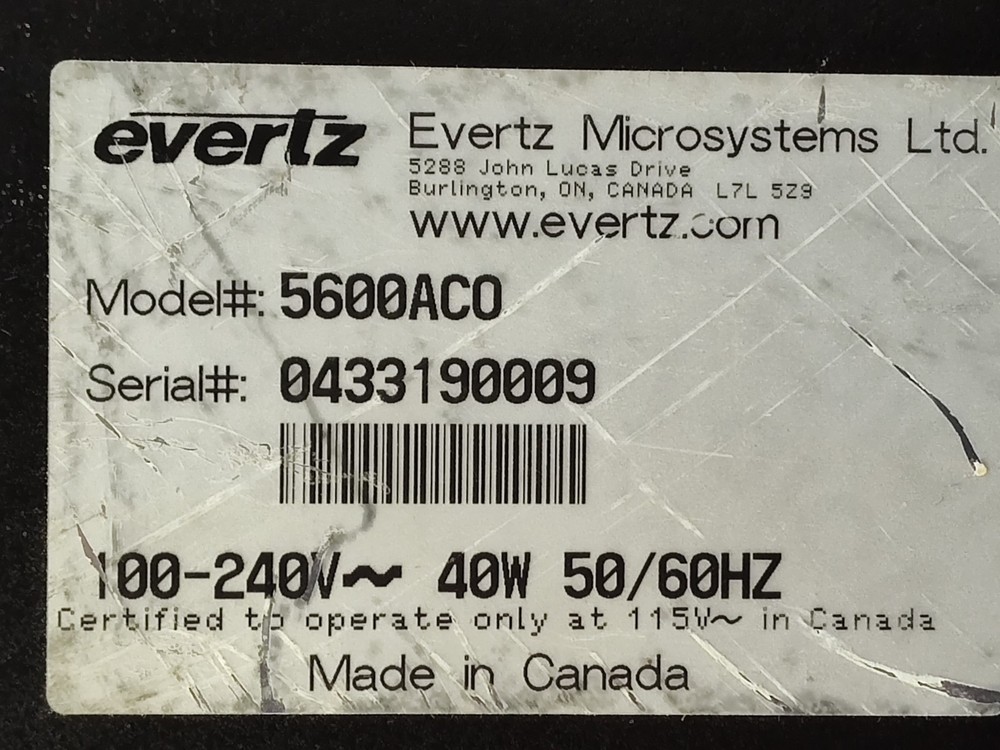 evertz
Evertz Microsystems Ltd.
5288 John Lucas Drive
Burlington, ON, CANADA L7L 5Z9
www.evertz.com
Model#: 5600ACO
Serial#: 0433190009
100-240V~ 40W 50/60HZ
Certified to operate only at 115V~ in Canada
Made in Canada